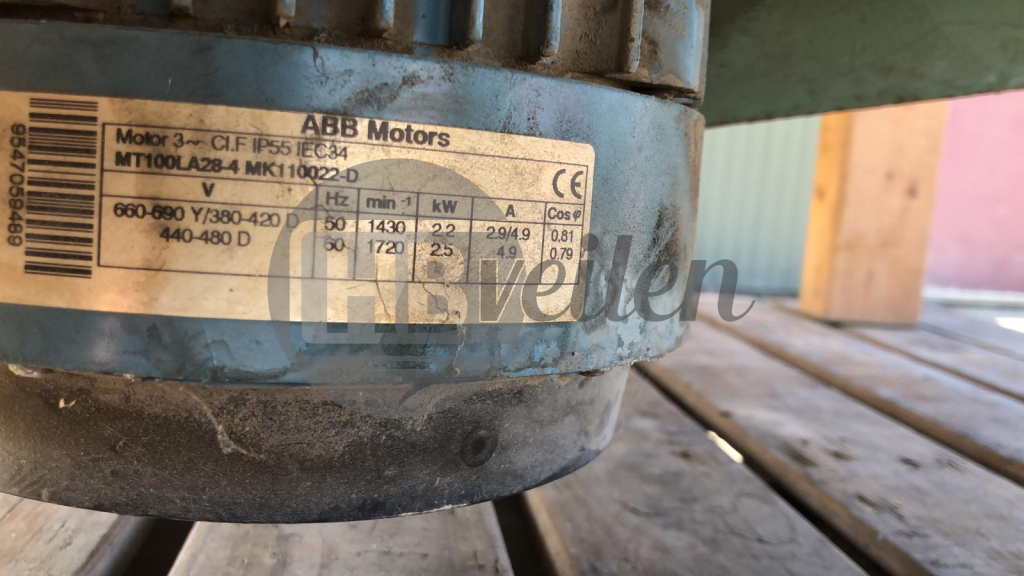 ABB Motors
Motor 3~ Cl.F IP55 IEC34
MT100LA28-4 MK110022-D
CE
V Hz min⁻¹ kW A Cos φ
660-690 Y/380-420 D 50 1430 2.2 2.9/4.9 0.81
440-480 D 60 1720 2.5 4.9 0.79
9547059489
HBveilen